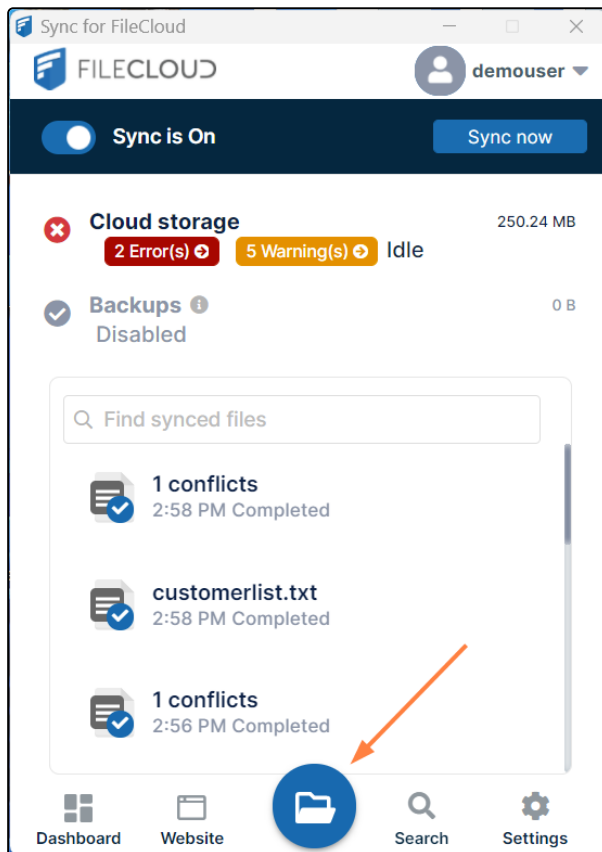 Sync for FileCloud
FILECLOUD
demouser
Sync is On
Sync now
Cloud storage
250.24 MB
2 Error(s)
5 Warning(s)
Idle
Backups
0 B
Disabled
Find synced files
1 conflicts
2:58 PM Completed
customerlist.txt
2:58 PM Completed
1 conflicts
2:56 PM Completed
Dashboard
Website
Search
Settings